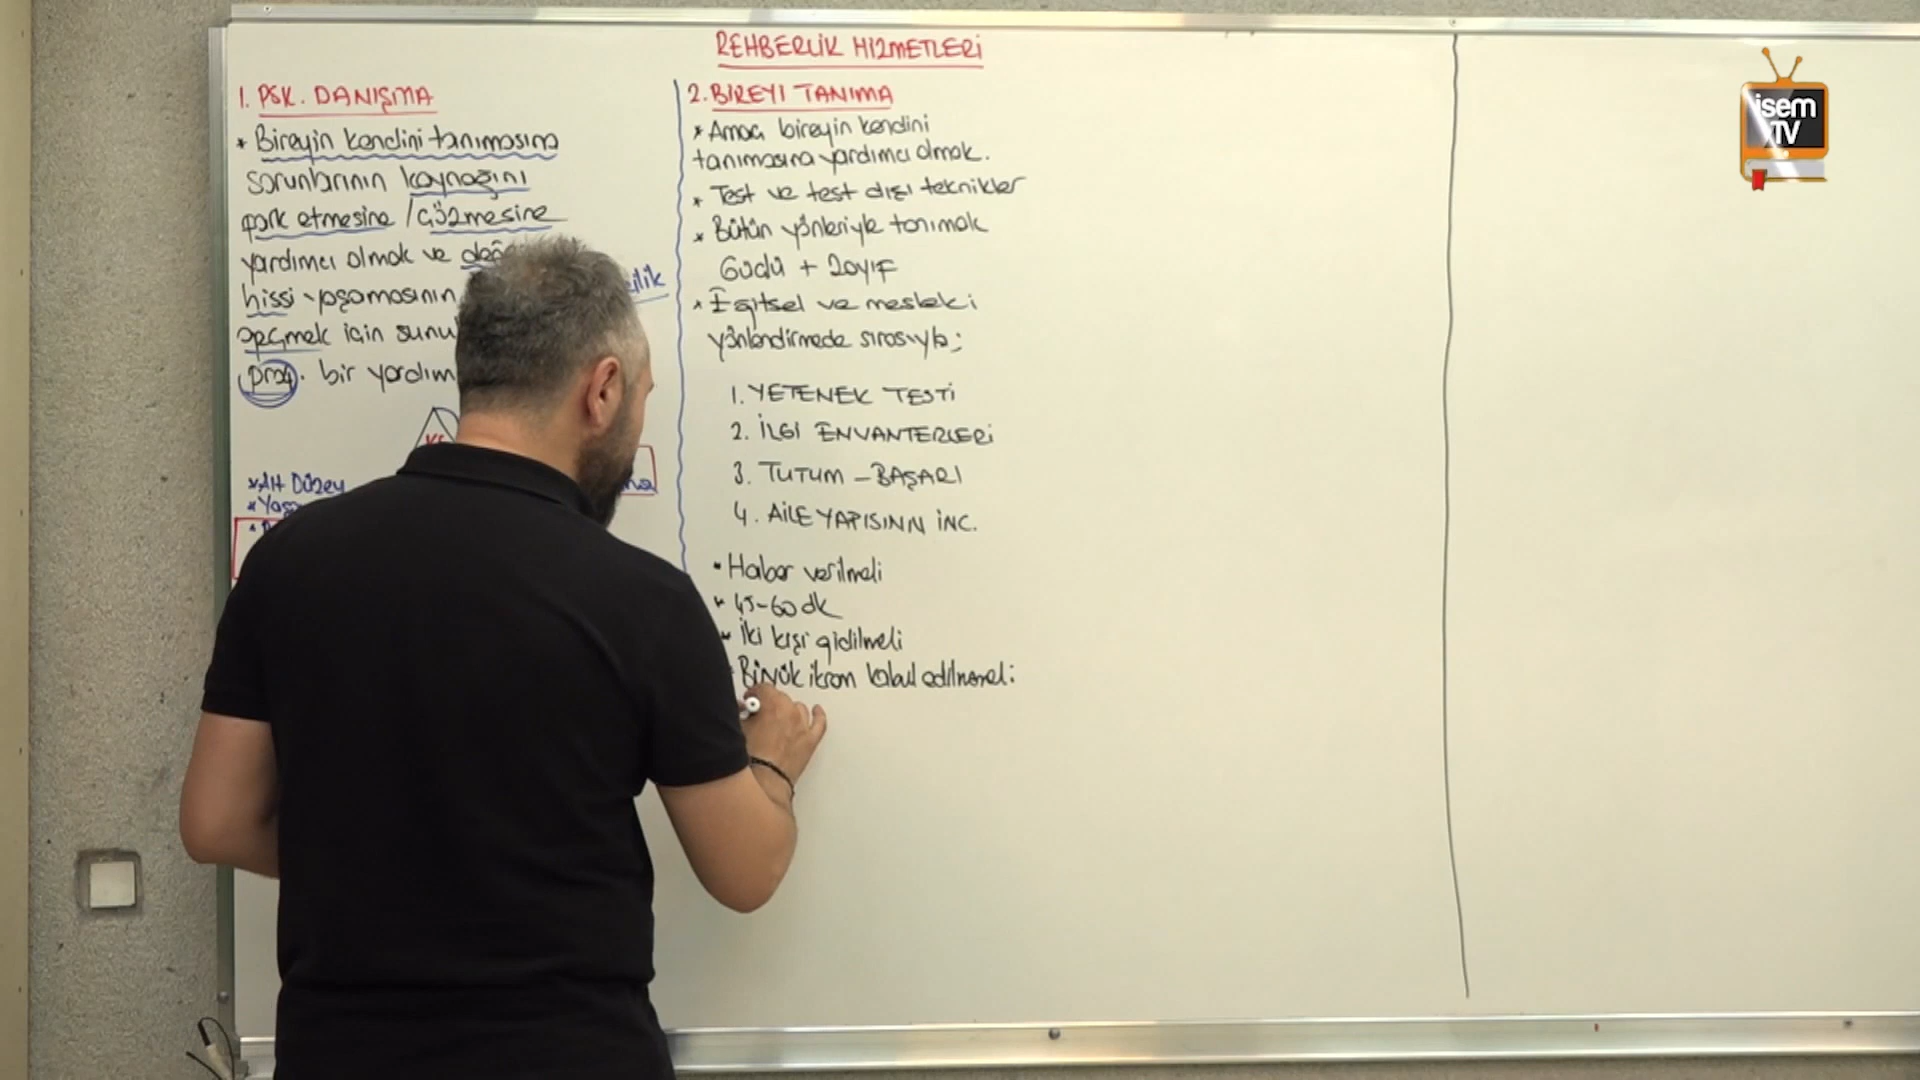 REHBERLİK HİZMETLERİ
1. PSK. DANIŞMA
* Bireyin kendini tanımasına
sorunlarının kaynağını
fark etmesine / çözmesine
yardımcı olmak ve
hissi yaşamasının
geçmek için
prof. bir yardım
* Alt Düzey
2. BİREYİ TANIMA
* Amacı bireyin kendini
tanımasına yardımcı olmak.
* Test ve test dışı teknikler
* Bütün yönleriyle tanımak
Güçlü + Zayıf
* Eğitsel ve mesleki
yönlendirmede sırasıyla;
1. YETENEK TESTİ
2. İLGİ ENVANTERLERİ
3. TUTUM – BAŞARI
4. AİLE YAPISININ İNC.
* Haber verilmeli
* 45-60 dk
* İki kişi gidilmeli
Büyük ikram kabul edilmemeli
isem
TV